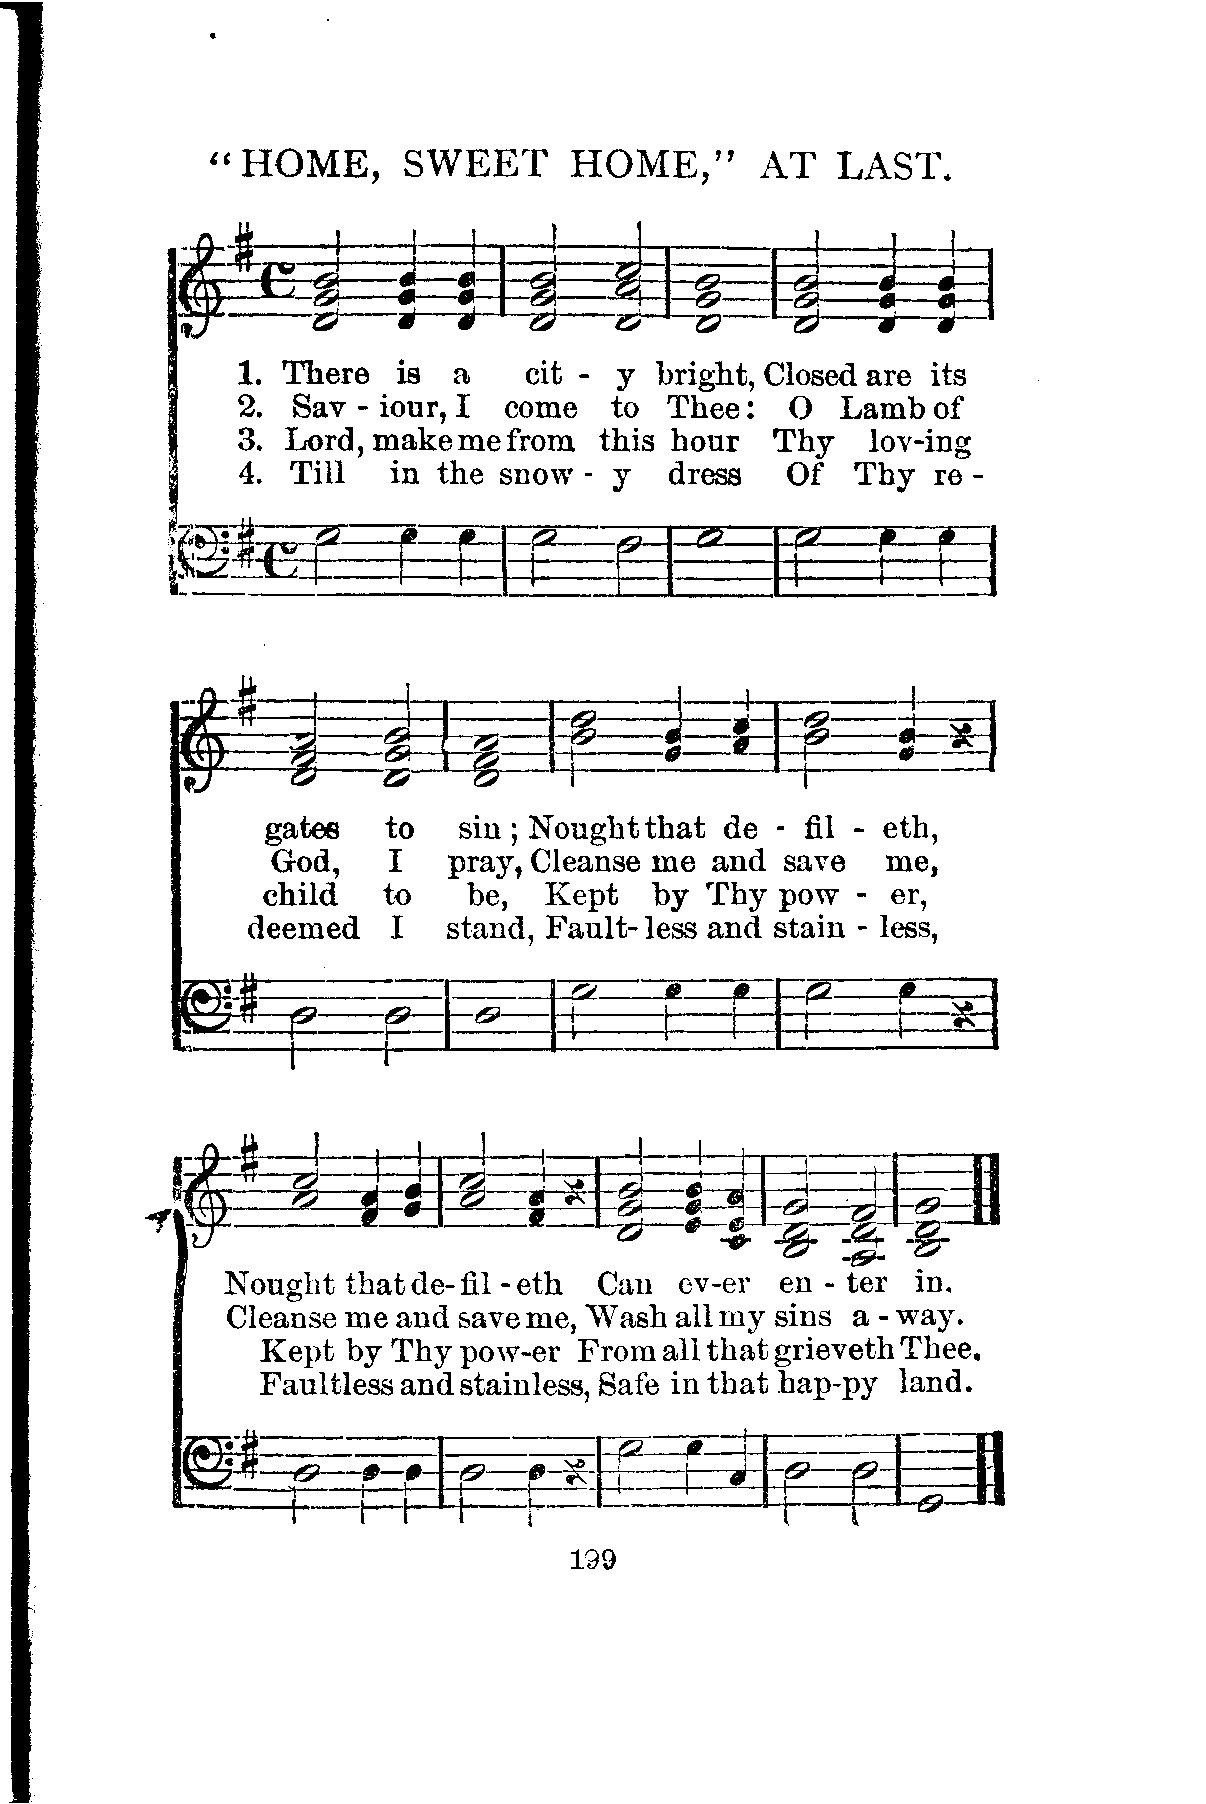 "HOME, SWEET HOME," AT LAST.
1. There is a cit - y bright, Closed are its
2. Sav - iour, I come to Thee: O Lamb of
3. Lord, make me from this hour Thy lov-ing
4. Till in the snow - y dress Of Thy re -
gates to sin; Nought that de - fil - eth,
God, I pray, Cleanse me and save me,
child to be, Kept by Thy pow - er,
deemed I stand, Fault-less and stain - less,
Nought that de-fil-eth Can ev-er en - ter in.
Cleanse me and save me, Wash all my sins a - way.
Kept by Thy pow-er From all that grieveth Thee.
Faultless and stainless, Safe in that hap-py land.
199